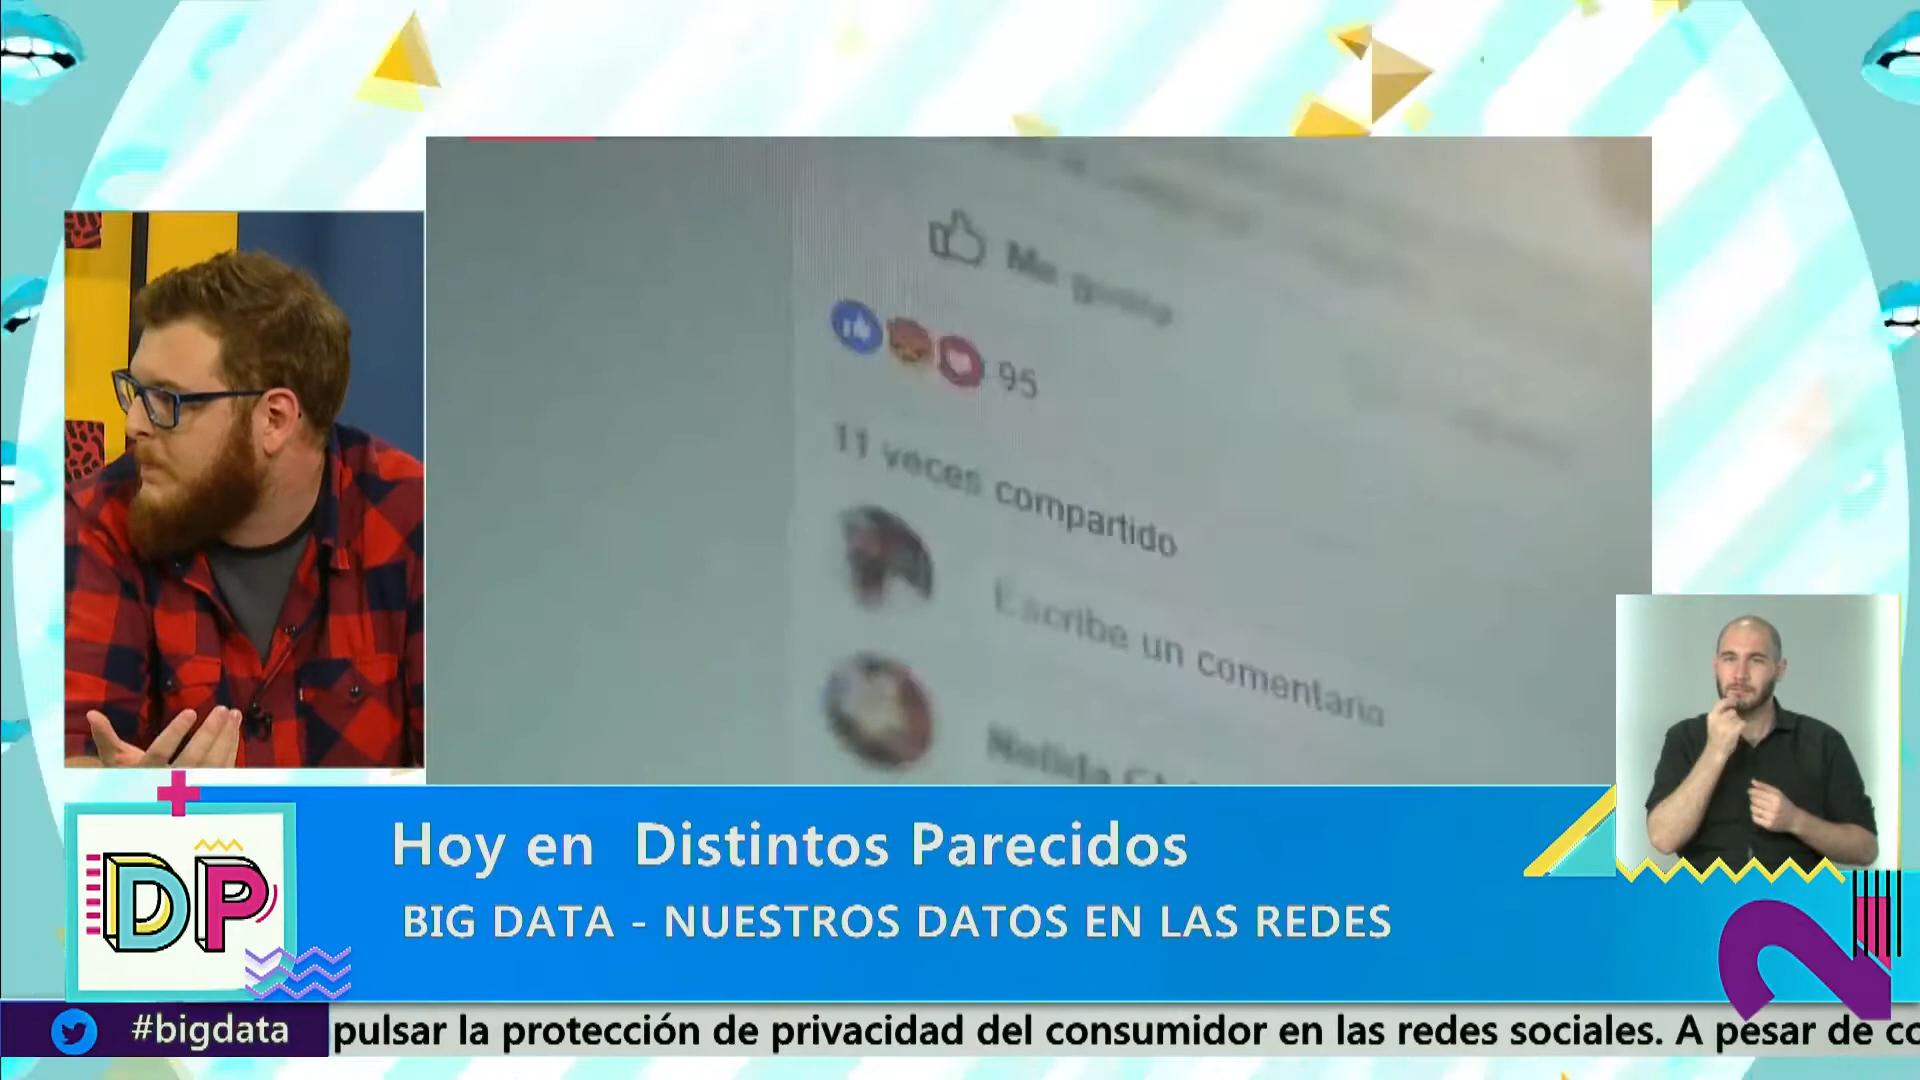 Me gusta
95
11 veces compartido
Escribe un comentario
DP
Hoy en Distintos Parecidos
BIG DATA - NUESTROS DATOS EN LAS REDES
#bigdata
pulsar la protección de privacidad del consumidor en las redes sociales. A pesar de co